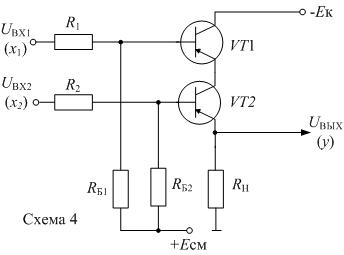 -Eк
UВХ1
R1
(x1)
VT1
UВХ2
R2
(x2)
VT2
UВЫХ
(y)
RБ1
RБ2
RН
Схема 4
+Eсм